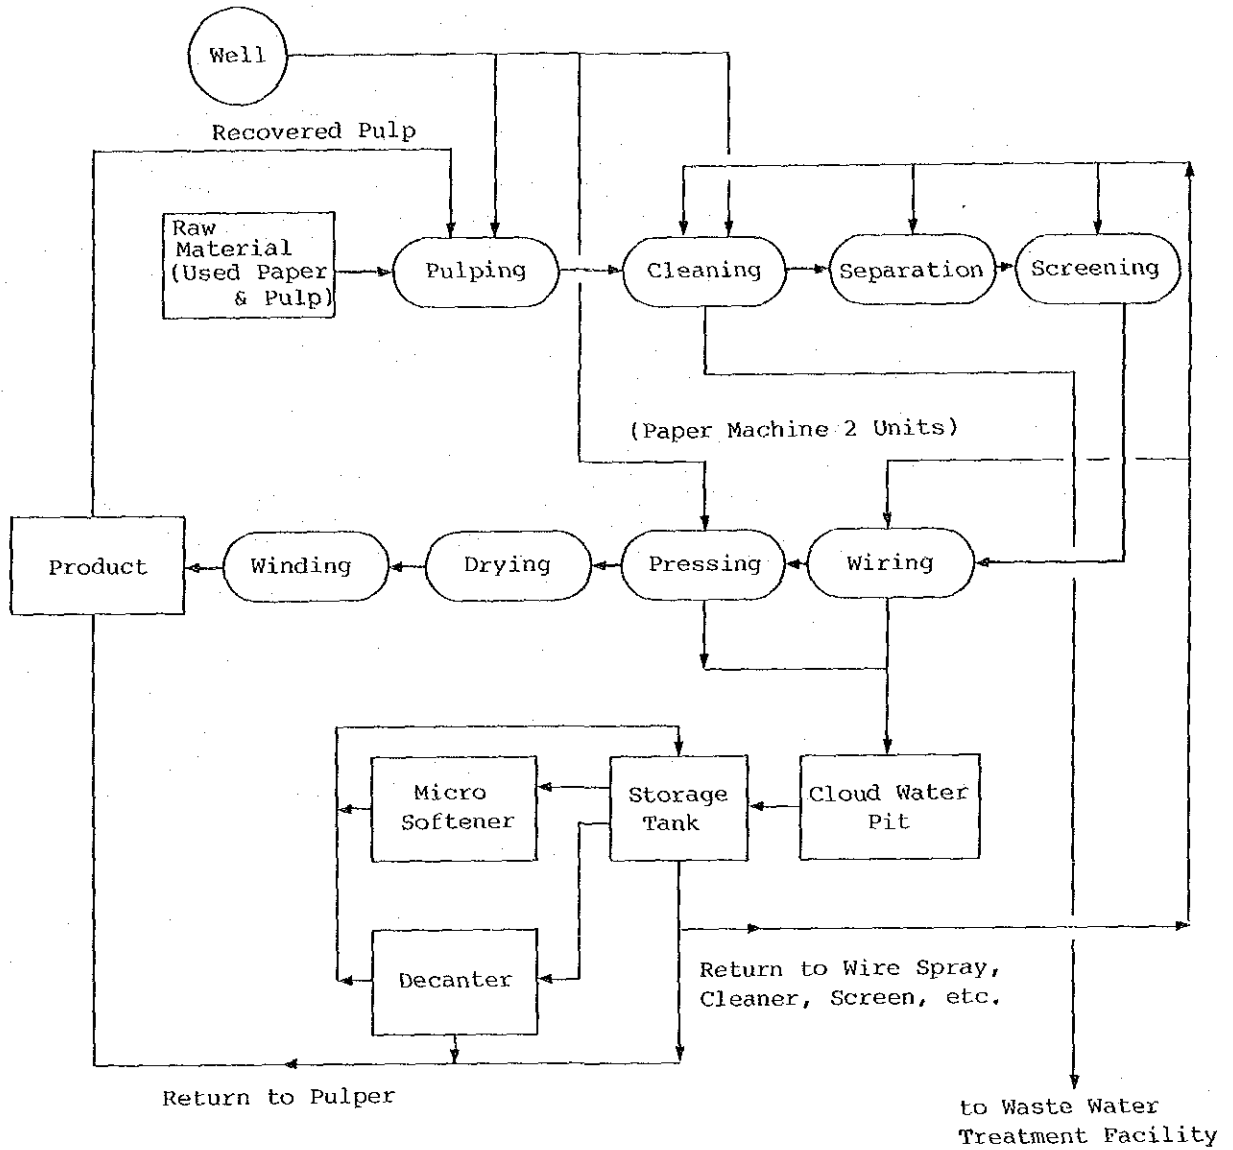 Well
Recovered Pulp
Raw
Material
(Used Paper
& Pulp)
Pulping
Cleaning
Separation
Screening
(Paper Machine 2 Units)
Product
Winding
Drying
Pressing
Wiring
Micro
Softener
Storage
Tank
Cloud Water
Pit
Decanter
Return to Wire Spray,
Cleaner, Screen, etc.
Return to Pulper
to Waste Water
Treatment Facility